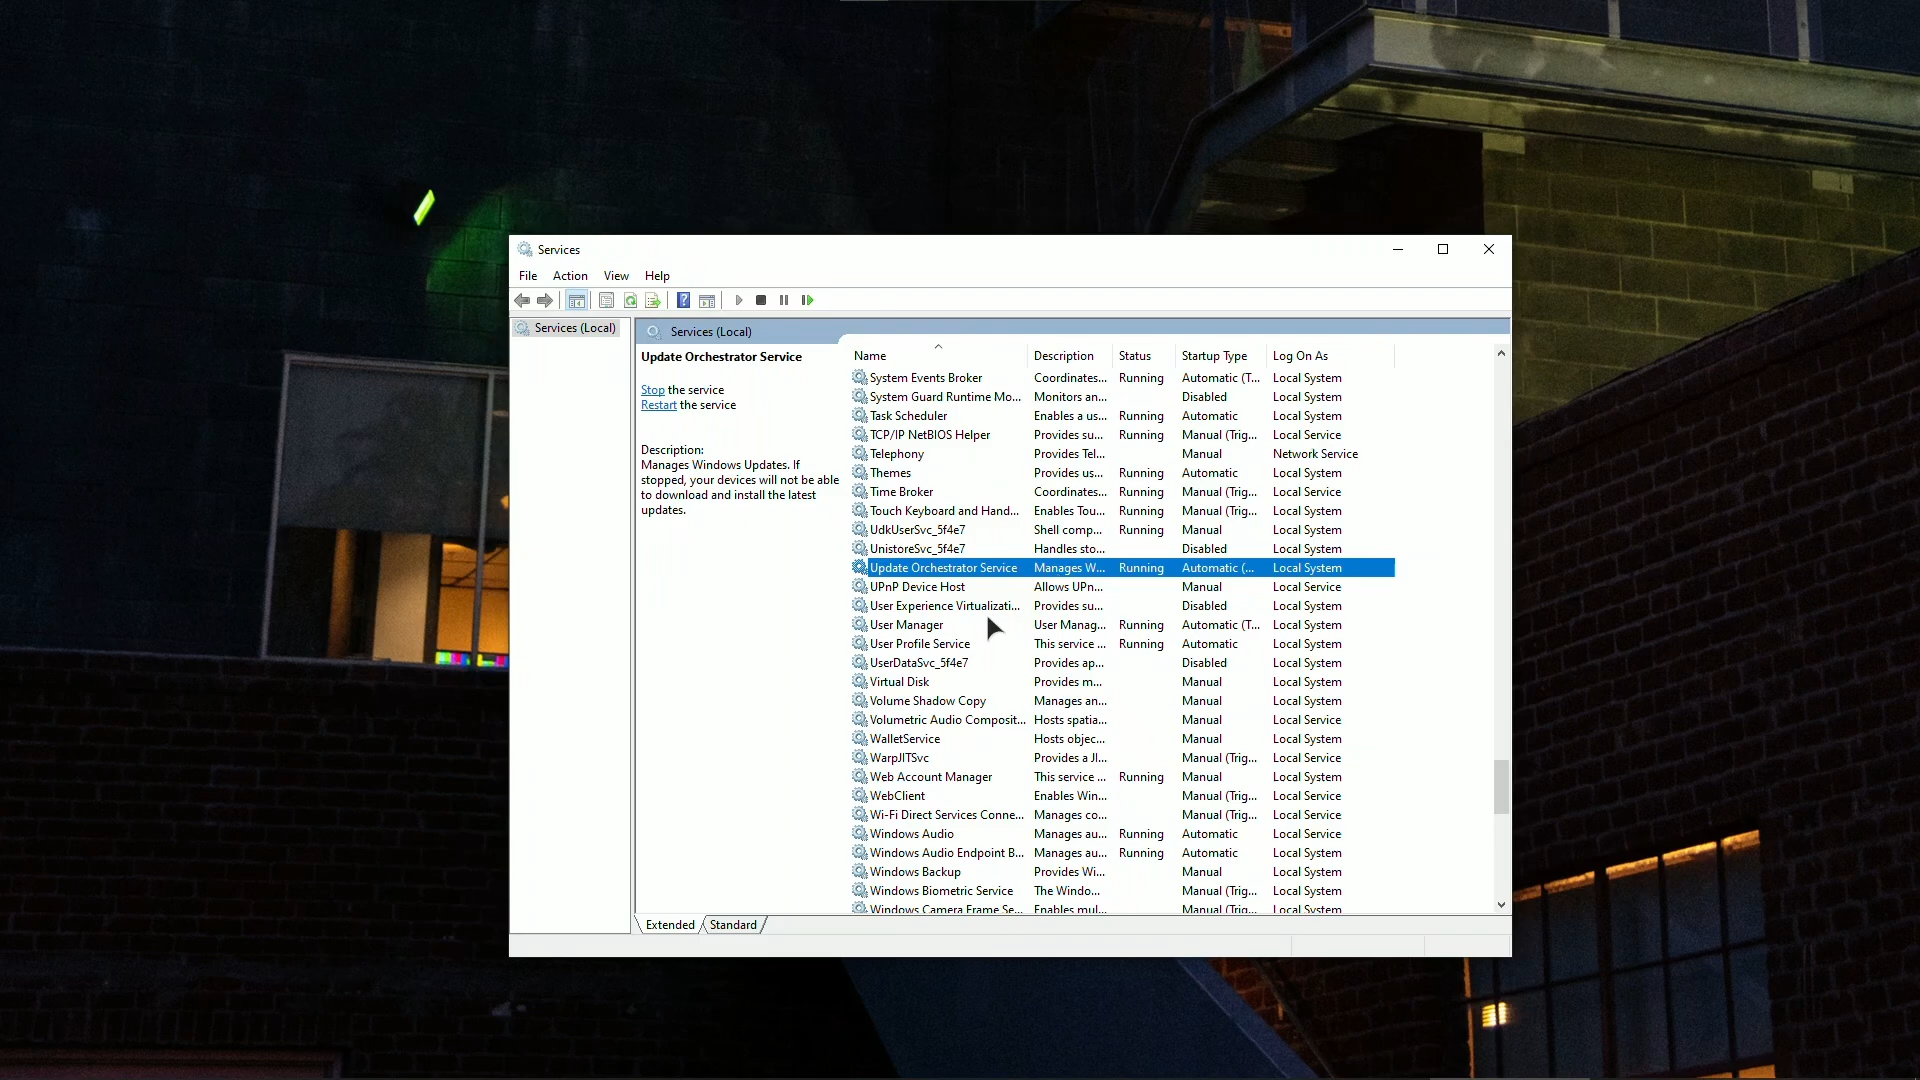 Services
File Action View Help
Services (Local)
Services (Local)
Update Orchestrator Service
Stop the service
Restart the service
Description:
Manages Windows Updates. If
stopped, your devices will not be able
to download and install the latest
updates.
Name Description Status Startup Type Log On As
System Events Broker Coordinates... Running Automatic (T... Local System
System Guard Runtime Mo... Monitors an... Disabled Local System
Task Scheduler Enables a us... Running Automatic Local System
TCP/IP NetBIOS Helper Provides su... Running Manual (Trig... Local Service
Telephony Provides Tel... Manual Network Service
Themes Provides us... Running Automatic Local System
Time Broker Coordinates... Running Manual (Trig... Local Service
Touch Keyboard and Hand... Enables Tou... Running Manual (Trig... Local System
UdkUserSvc_5f4e7 Shell comp... Running Manual Local System
UnistoreSvc_5f4e7 Handles sto... Disabled Local System
Update Orchestrator Service Manages W... Running Automatic (... Local System
UPnP Device Host Allows UPn... Manual Local Service
User Experience Virtualizati... Provides su... Disabled Local System
User Manager User Manag... Running Automatic (T... Local System
User Profile Service This service ... Running Automatic Local System
UserDataSvc_5f4e7 Provides ap... Disabled Local System
Virtual Disk Provides m... Manual Local System
Volume Shadow Copy Manages an... Manual Local System
Volumetric Audio Composit... Hosts spatia... Manual Local Service
WalletService Hosts objec... Manual Local System
WarpJITSvc Provides a JI... Manual (Trig... Local Service
Web Account Manager This service ... Running Manual Local System
WebClient Enables Win... Manual (Trig... Local Service
Wi-Fi Direct Services Conne... Manages co... Manual (Trig... Local Service
Windows Audio Manages au... Running Automatic Local Service
Windows Audio Endpoint B... Manages au... Running Automatic Local System
Windows Backup Provides Wi... Manual Local System
Windows Biometric Service The Windo... Manual (Trig... Local System
Windows Camera Frame Se... Enables mul... Manual (Trig... Local System
Extended Standard